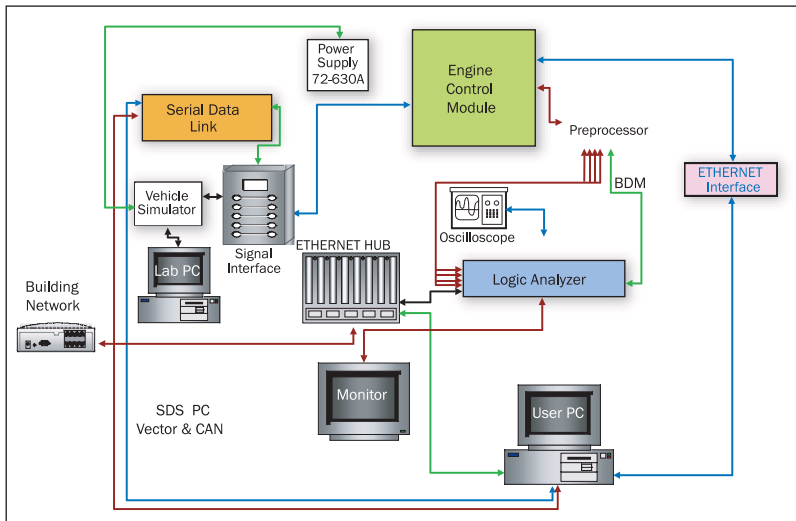 Power
Supply
72-630A
Engine
Control
Module
Serial Data
Link
Preprocessor
BDM
ETHERNET
Interface
Vehicle
Simulator
Signal
Interface
Oscilloscope
ETHERNET HUB
Lab PC
Logic Analyzer
Building
Network
Monitor
User PC
SDS PC
Vector & CAN